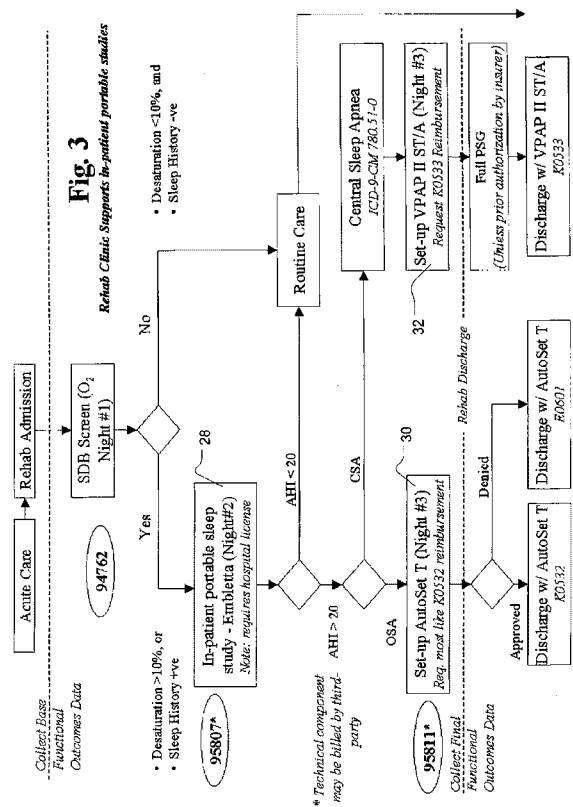 Fig. 3
Rehab Clinic Supports in-patient portable studies
Acute Care
Rehab Admission
Collect Base
Functional
Outcomes Data
94762
SDB Screen (O2
Night #1)
Yes
No
• Desaturation >10%, or
• Sleep History +ve
• Desaturation <10%, and
• Sleep History -ve
95807*
In-patient portable sleep
study - Embletta (Night#2)
Note: requires hospital license
28
AHI < 20
Routine Care
AHI > 20
* Technical component
may be billed by third-
party
CSA
Central Sleep Apnea
ICD-9-CM 780.51-0
OSA
95811*
Set-up AutoSet T (Night #3)
Req. most like K0532 reimbursement
30
Set-up VPAP II ST/A (Night #3)
Request K0533 Reimbursement
32
Collect Final
Functional
Outcomes Data
Rehab Discharge
Full PSG
(Unless prior authorization by insurer)
Approved
Denied
Discharge w/ AutoSet T
K0532
Discharge w/ AutoSet T
E0601
Discharge w/ VPAP II ST/A
K0533